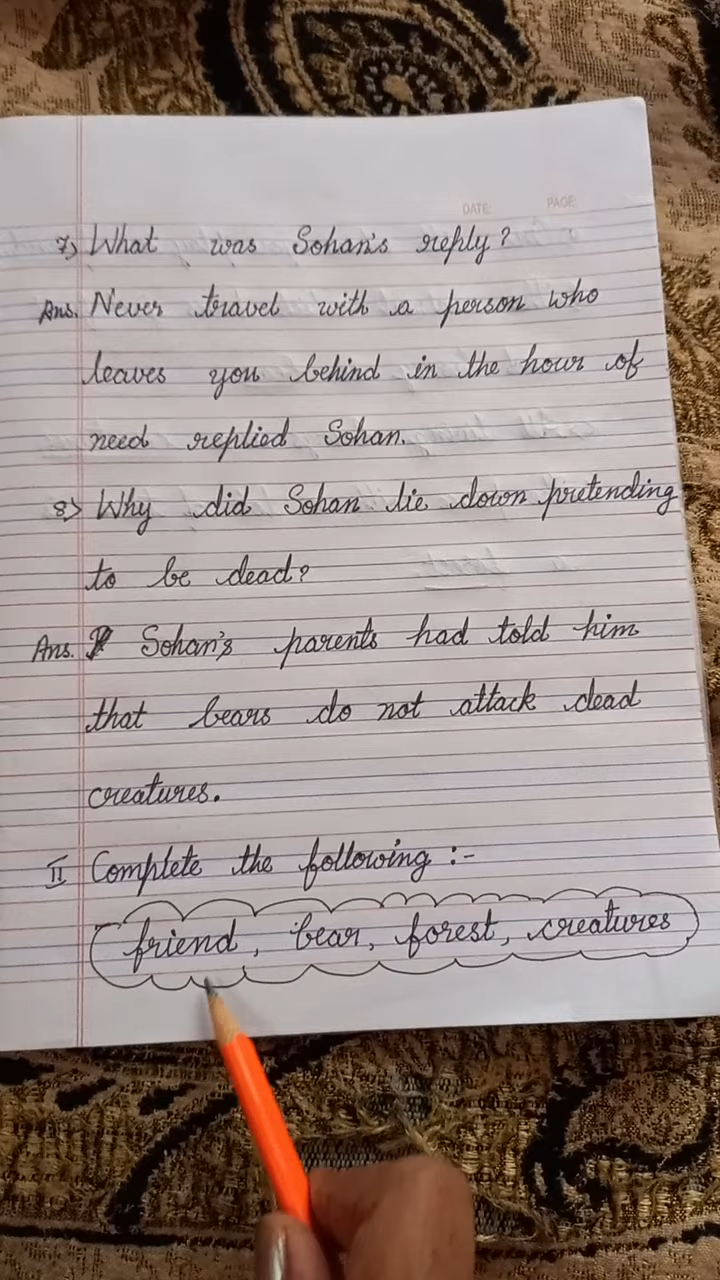 DATE: PAGE:
7) What was Sohan's reply?
Ans. Never travel with a person who
leaves you behind in the hour of
need replied Sohan.
8) Why did Sohan lie down pretending
to be dead?
Ans. Sohan's parents had told him
that bears do not attack dead
creatures.
II Complete the following :-
friend, bear, forest, creatures